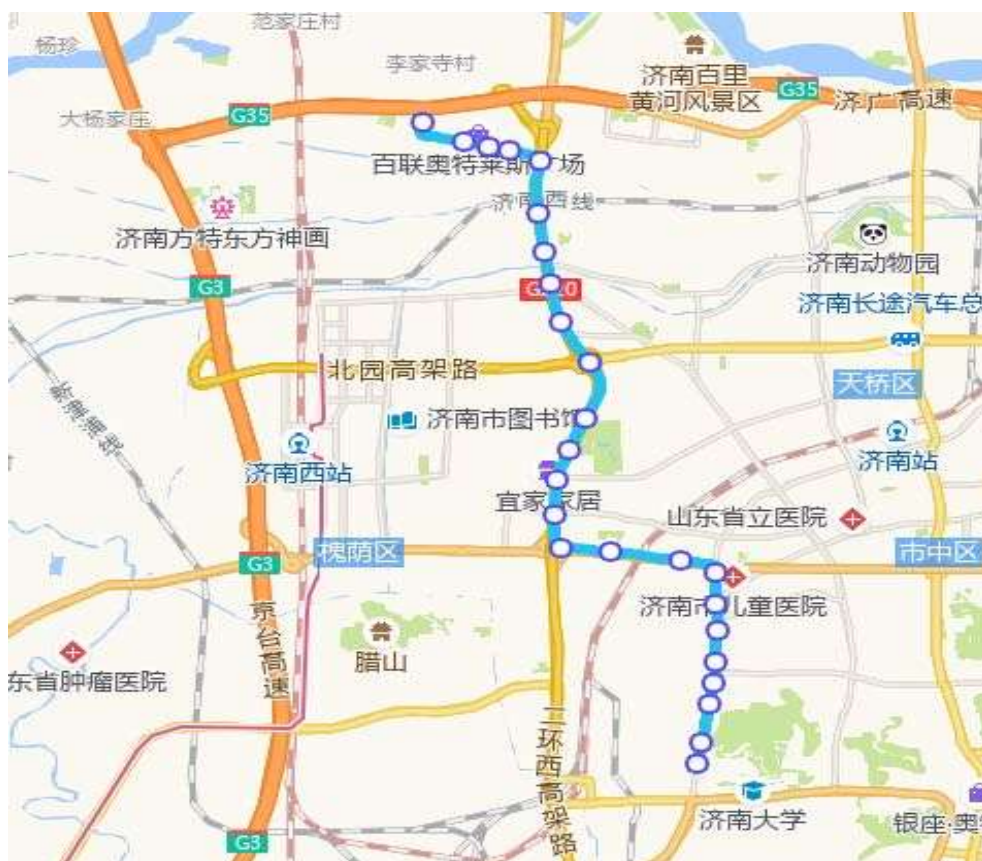 范家庄村
杨珍
李家寺村
济南百里
黄河风景区
G35
济广高速
G35
大杨家庄
百联奥特莱斯广场
济南西线
济南方特东方神画
济南动物园
G3
济南长途汽车总
北园高架路
天桥区
新津浦线
济南市图书馆
济南西站
济南站
宜家家居
山东省立医院
槐荫区
市中区
G3
济南市儿童医院
京台高速
腊山
东省肿瘤医院
二环西高架路
济南大学
银座·奥
G3